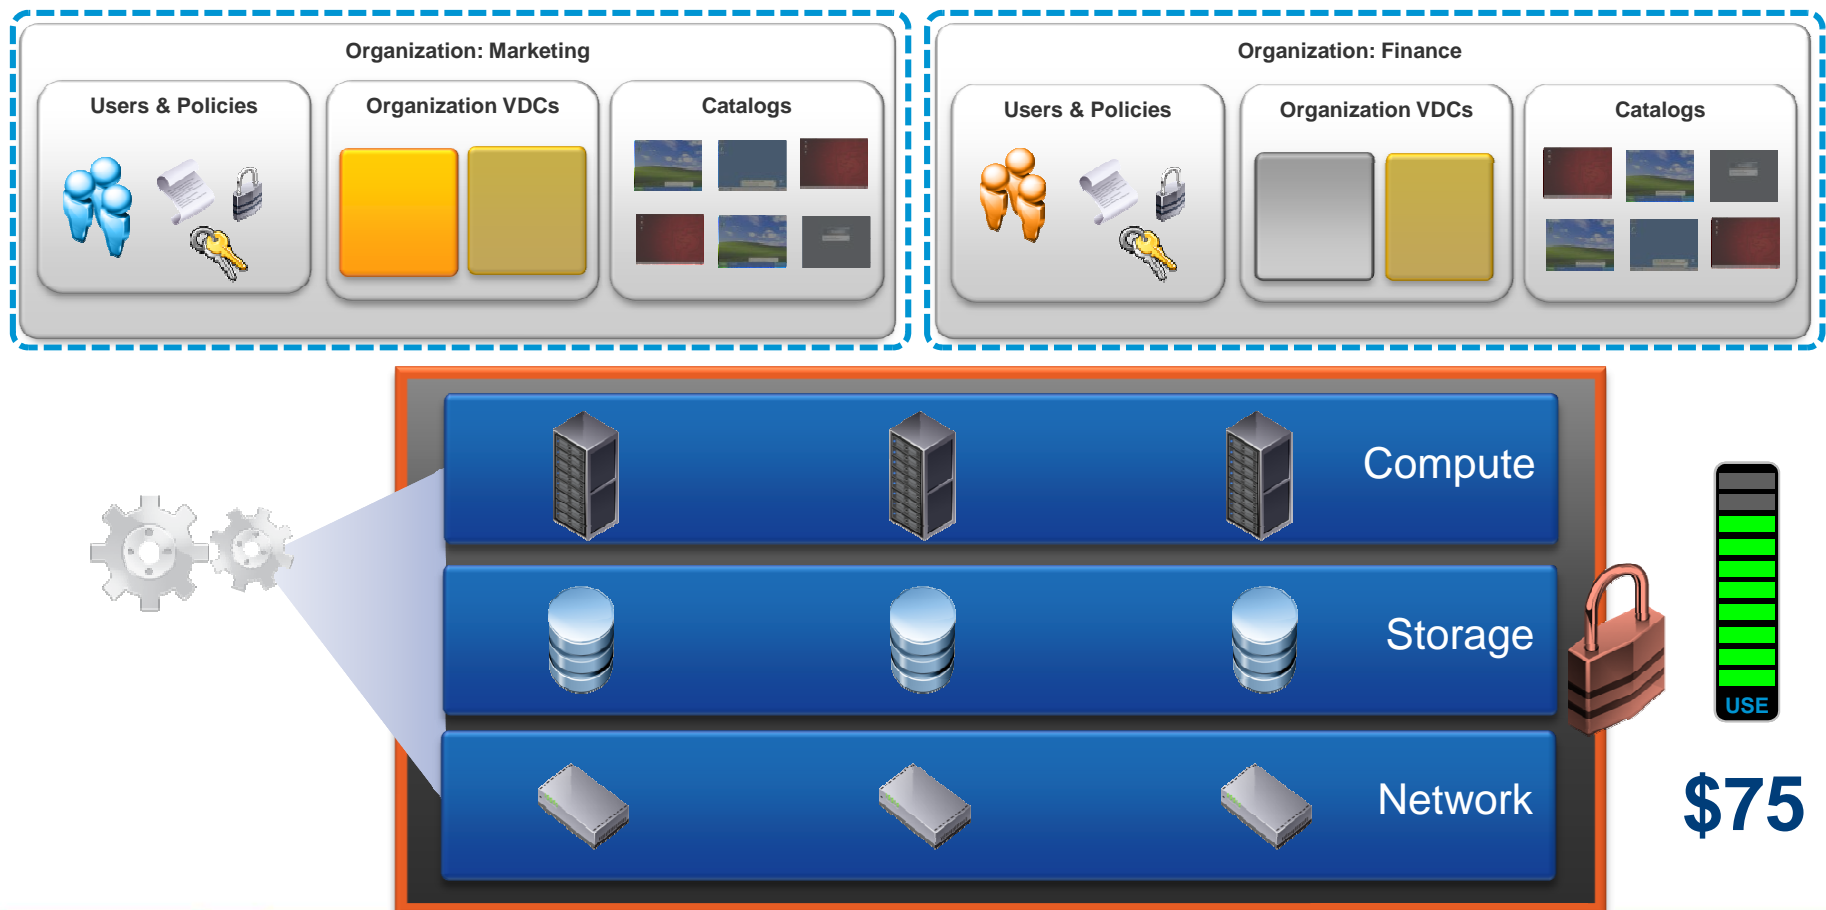 Organization: Marketing
Users & Policies
Organization VDCs
Catalogs
Organization: Finance
Users & Policies
Organization VDCs
Catalogs
Compute
Storage
Network
USE
$75